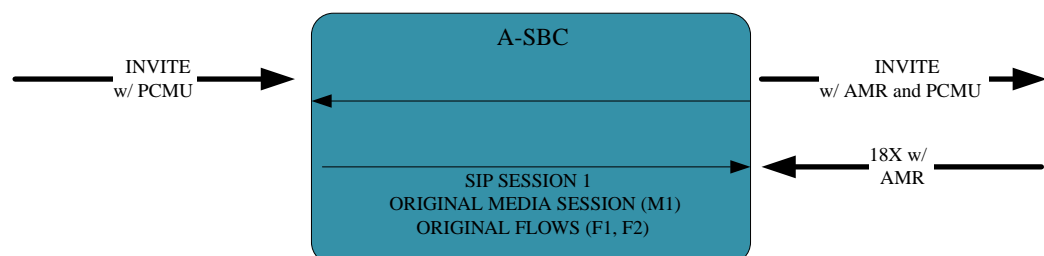 A-SBC
INVITE
w/ PCMU
INVITE
w/ AMR and PCMU
18X w/
AMR
SIP SESSION 1
ORIGINAL MEDIA SESSION (M1)
ORIGINAL FLOWS (F1, F2)